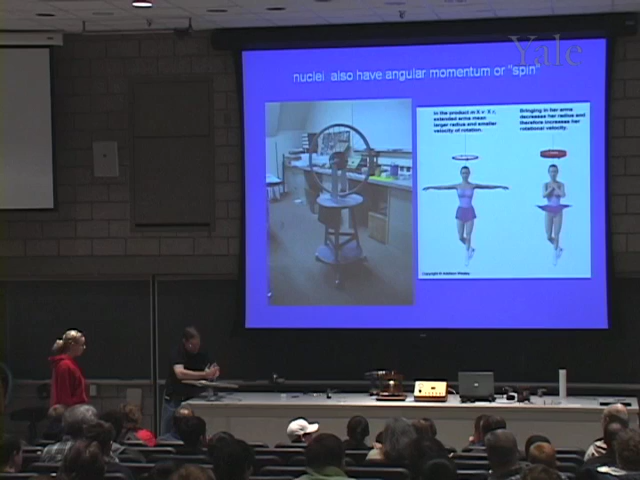 Yale
nuclei also have angular momentum or "spin"
In the product m X v X r,
extended arms mean
larger radius and smaller
velocity of rotation.
Bringing in her arms
decreases her radius and
therefore increases her
rotational velocity.